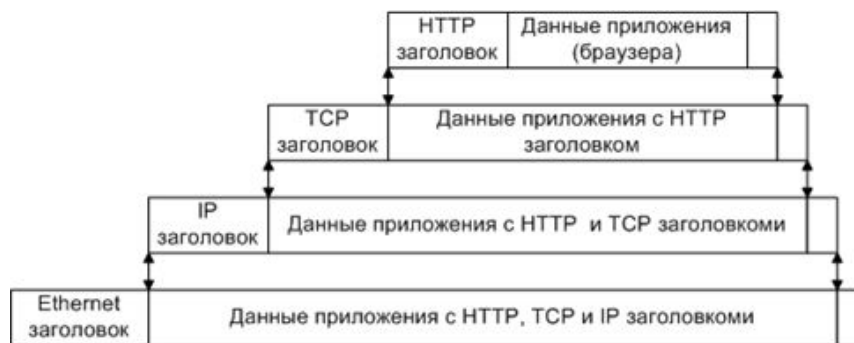 HTTP заголовок
Данные приложения (браузера)
TCP заголовок
Данные приложения с HTTP заголовком
IP заголовок
Данные приложения с HTTP и TCP заголовкоми
Ethernet заголовок
Данные приложения с HTTP, TCP и IP заголовкоми